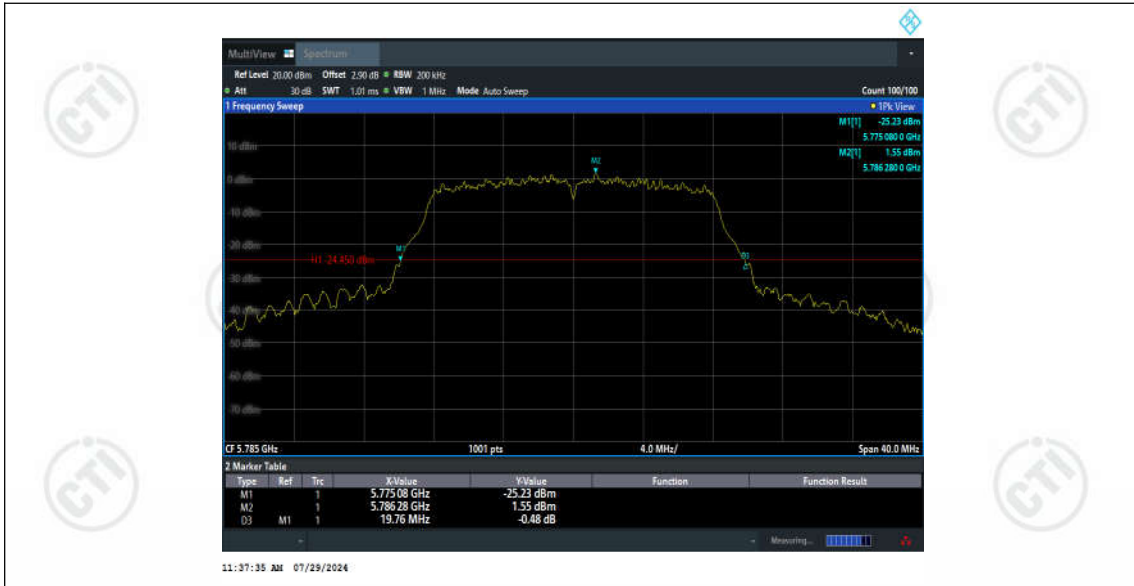 MultiView Spectrum
Ref Level 20.00 dBm Offset 2.90 dB RBW 200 kHz
Att 30 dB SWT 1.01 ms VBW 1 MHz Mode Auto Sweep Count 100/100
1 Frequency Sweep 1Pk View
M1[1] -25.23 dBm
5.775 080 0 GHz
M2[1] 1.55 dBm
5.786 280 0 GHz
10 dBm
M2
0 dBm
-10 dBm
-20 dBm
M1
H1 -24.450 dBm
-30 dBm
-40 dBm
-50 dBm
-60 dBm
-70 dBm
CF 5.785 GHz 1001 pts 4.0 MHz/ Span 40.0 MHz
2 Marker Table
Type Ref Trc X-Value Y-Value Function Function Result
M1 1 5.77508 GHz -25.23 dBm
M2 1 5.78628 GHz 1.55 dBm
D3 M1 1 19.76 MHz -0.48 dB
Measuring...
11:37:35 AM 07/29/2024
CTI
CTI
CTI
CTI